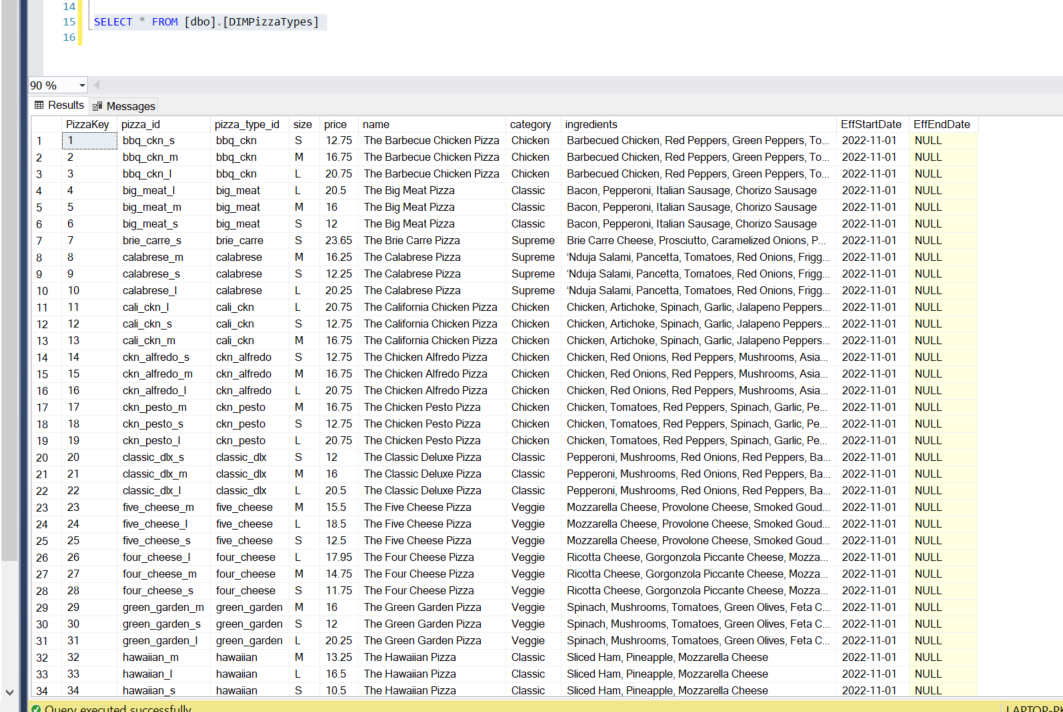 14
15 SELECT * FROM [dbo].[DIMPizzaTypes]
16
90 %
Results Messages
PizzaKey pizza_id pizza_type_id size price name category ingredients EffStartDate EffEndDate
1 1 bbq_ckn_s bbq_ckn S 12.75 The Barbecue Chicken Pizza Chicken Barbecued Chicken, Red Peppers, Green Peppers, To... 2022-11-01 NULL
2 2 bbq_ckn_m bbq_ckn M 16.75 The Barbecue Chicken Pizza Chicken Barbecued Chicken, Red Peppers, Green Peppers, To... 2022-11-01 NULL
3 3 bbq_ckn_l bbq_ckn L 20.75 The Barbecue Chicken Pizza Chicken Barbecued Chicken, Red Peppers, Green Peppers, To... 2022-11-01 NULL
4 4 big_meat_l big_meat L 20.5 The Big Meat Pizza Classic Bacon, Pepperoni, Italian Sausage, Chorizo Sausage 2022-11-01 NULL
5 5 big_meat_m big_meat M 16 The Big Meat Pizza Classic Bacon, Pepperoni, Italian Sausage, Chorizo Sausage 2022-11-01 NULL
6 6 big_meat_s big_meat S 12 The Big Meat Pizza Classic Bacon, Pepperoni, Italian Sausage, Chorizo Sausage 2022-11-01 NULL
7 7 brie_carre_s brie_carre S 23.65 The Brie Carre Pizza Supreme Brie Carre Cheese, Prosciutto, Caramelized Onions, P... 2022-11-01 NULL
8 8 calabrese_m calabrese M 16.25 The Calabrese Pizza Supreme 'Nduja Salami, Pancetta, Tomatoes, Red Onions, Frigg... 2022-11-01 NULL
9 9 calabrese_s calabrese S 12.25 The Calabrese Pizza Supreme 'Nduja Salami, Pancetta, Tomatoes, Red Onions, Frigg... 2022-11-01 NULL
10 10 calabrese_l calabrese L 20.25 The Calabrese Pizza Supreme 'Nduja Salami, Pancetta, Tomatoes, Red Onions, Frigg... 2022-11-01 NULL
11 11 cali_ckn_l cali_ckn L 20.75 The California Chicken Pizza Chicken Chicken, Artichoke, Spinach, Garlic, Jalapeno Peppers... 2022-11-01 NULL
12 12 cali_ckn_s cali_ckn S 12.75 The California Chicken Pizza Chicken Chicken, Artichoke, Spinach, Garlic, Jalapeno Peppers... 2022-11-01 NULL
13 13 cali_ckn_m cali_ckn M 16.75 The California Chicken Pizza Chicken Chicken, Artichoke, Spinach, Garlic, Jalapeno Peppers... 2022-11-01 NULL
14 14 ckn_alfredo_s ckn_alfredo S 12.75 The Chicken Alfredo Pizza Chicken Chicken, Red Onions, Red Peppers, Mushrooms, Asia... 2022-11-01 NULL
15 15 ckn_alfredo_m ckn_alfredo M 16.75 The Chicken Alfredo Pizza Chicken Chicken, Red Onions, Red Peppers, Mushrooms, Asia... 2022-11-01 NULL
16 16 ckn_alfredo_l ckn_alfredo L 20.75 The Chicken Alfredo Pizza Chicken Chicken, Red Onions, Red Peppers, Mushrooms, Asia... 2022-11-01 NULL
17 17 ckn_pesto_m ckn_pesto M 16.75 The Chicken Pesto Pizza Chicken Chicken, Tomatoes, Red Peppers, Spinach, Garlic, Pe... 2022-11-01 NULL
18 18 ckn_pesto_s ckn_pesto S 12.75 The Chicken Pesto Pizza Chicken Chicken, Tomatoes, Red Peppers, Spinach, Garlic, Pe... 2022-11-01 NULL
19 19 ckn_pesto_l ckn_pesto L 20.75 The Chicken Pesto Pizza Chicken Chicken, Tomatoes, Red Peppers, Spinach, Garlic, Pe... 2022-11-01 NULL
20 20 classic_dlx_s classic_dlx S 12 The Classic Deluxe Pizza Classic Pepperoni, Mushrooms, Red Onions, Red Peppers, Ba... 2022-11-01 NULL
21 21 classic_dlx_m classic_dlx M 16 The Classic Deluxe Pizza Classic Pepperoni, Mushrooms, Red Onions, Red Peppers, Ba... 2022-11-01 NULL
22 22 classic_dlx_l classic_dlx L 20.5 The Classic Deluxe Pizza Classic Pepperoni, Mushrooms, Red Onions, Red Peppers, Ba... 2022-11-01 NULL
23 23 five_cheese_m five_cheese M 15.5 The Five Cheese Pizza Veggie Mozzarella Cheese, Provolone Cheese, Smoked Goud... 2022-11-01 NULL
24 24 five_cheese_l five_cheese L 18.5 The Five Cheese Pizza Veggie Mozzarella Cheese, Provolone Cheese, Smoked Goud... 2022-11-01 NULL
25 25 five_cheese_s five_cheese S 12.5 The Five Cheese Pizza Veggie Mozzarella Cheese, Provolone Cheese, Smoked Goud... 2022-11-01 NULL
26 26 four_cheese_l four_cheese L 17.95 The Four Cheese Pizza Veggie Ricotta Cheese, Gorgonzola Piccante Cheese, Mozza... 2022-11-01 NULL
27 27 four_cheese_m four_cheese M 14.75 The Four Cheese Pizza Veggie Ricotta Cheese, Gorgonzola Piccante Cheese, Mozza... 2022-11-01 NULL
28 28 four_cheese_s four_cheese S 11.75 The Four Cheese Pizza Veggie Ricotta Cheese, Gorgonzola Piccante Cheese, Mozza... 2022-11-01 NULL
29 29 green_garden_m green_garden M 16 The Green Garden Pizza Veggie Spinach, Mushrooms, Tomatoes, Green Olives, Feta C... 2022-11-01 NULL
30 30 green_garden_s green_garden S 12 The Green Garden Pizza Veggie Spinach, Mushrooms, Tomatoes, Green Olives, Feta C... 2022-11-01 NULL
31 31 green_garden_l green_garden L 20.25 The Green Garden Pizza Veggie Spinach, Mushrooms, Tomatoes, Green Olives, Feta C... 2022-11-01 NULL
32 32 hawaiian_m hawaiian M 13.25 The Hawaiian Pizza Classic Sliced Ham, Pineapple, Mozzarella Cheese 2022-11-01 NULL
33 33 hawaiian_l hawaiian L 16.5 The Hawaiian Pizza Classic Sliced Ham, Pineapple, Mozzarella Cheese 2022-11-01 NULL
34 34 hawaiian_s hawaiian S 10.5 The Hawaiian Pizza Classic Sliced Ham, Pineapple, Mozzarella Cheese 2022-11-01 NULL
Query executed successfully